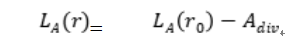 L_A(r)= L_A(r_0) − A_div.